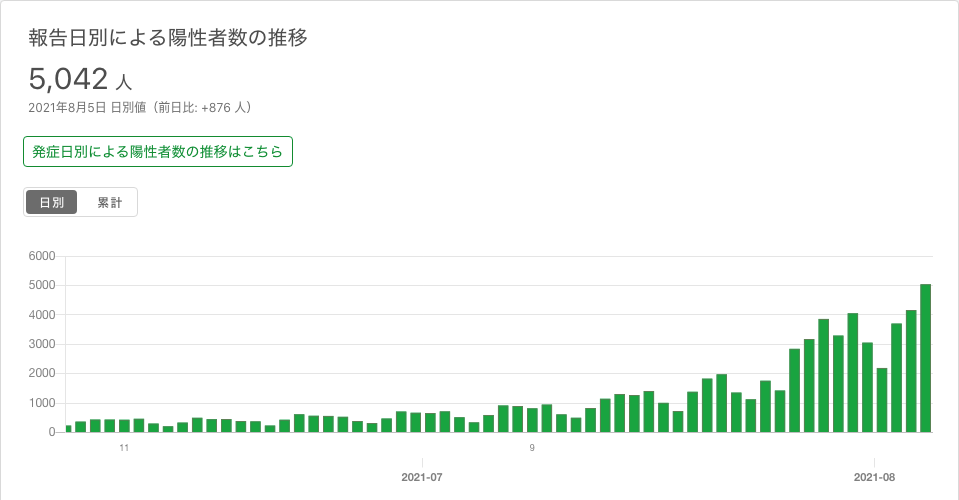 報告日別による陽性者数の推移
5,042 人
2021年8月5日 日別値（前日比: +876 人）
発症日別による陽性者数の推移はこちら
日別 累計
6000
5000
4000
3000
2000
1000
0
11 9
2021-07 2021-08